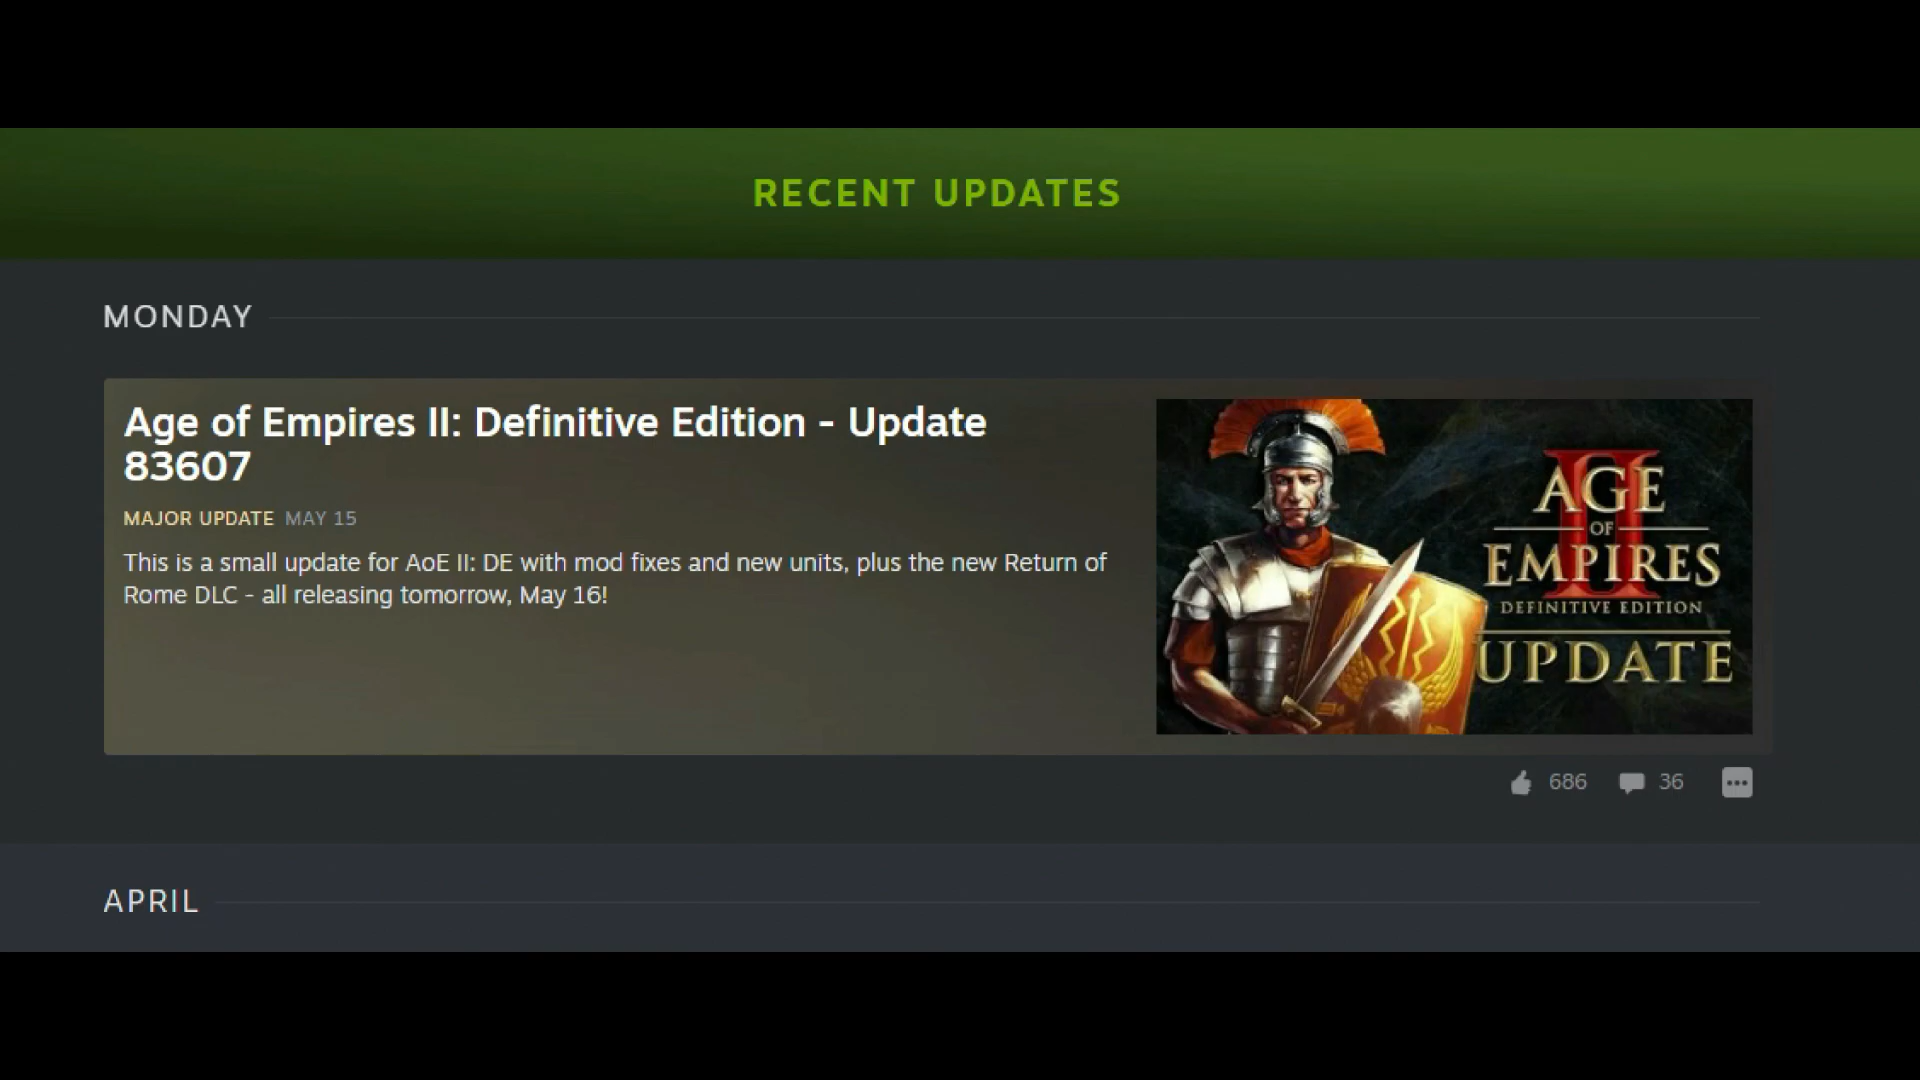 RECENT UPDATES
MONDAY
Age of Empires II: Definitive Edition - Update
83607
MAJOR UPDATE MAY 15
This is a small update for AoE II: DE with mod fixes and new units, plus the new Return of
Rome DLC - all releasing tomorrow, May 16!
II
AGE
OF
EMPIRES
DEFINITIVE EDITION
UPDATE
686 36
APRIL